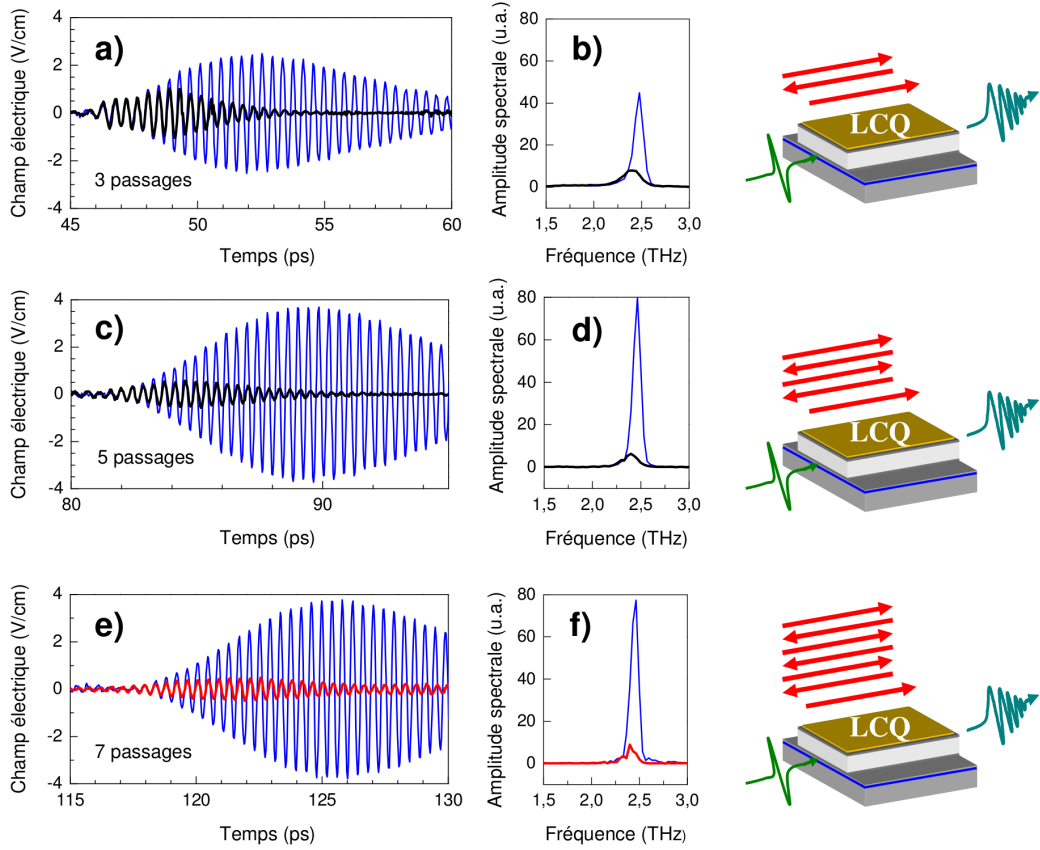 a)
Champ électrique (V/cm)
4
2
0
-2
-4
3 passages
45
50
55
60
Temps (ps)
b)
Amplitude spectrale (u.a.)
80
60
40
20
0
1,5
2,0
2,5
3,0
Fréquence (THz)
LCQ
c)
Champ électrique (V/cm)
4
2
0
-2
-4
5 passages
80
90
Temps (ps)
d)
Amplitude spectrale (u.a.)
80
60
40
20
0
1,5
2,0
2,5
3,0
Fréquence (THz)
LCQ
e)
Champ électrique (V/cm)
4
2
0
-2
-4
7 passages
115
120
125
130
Temps (ps)
f)
Amplitude spectrale (u.a.)
80
60
40
20
0
1,5
2,0
2,5
3,0
Fréquence (THz)
LCQ